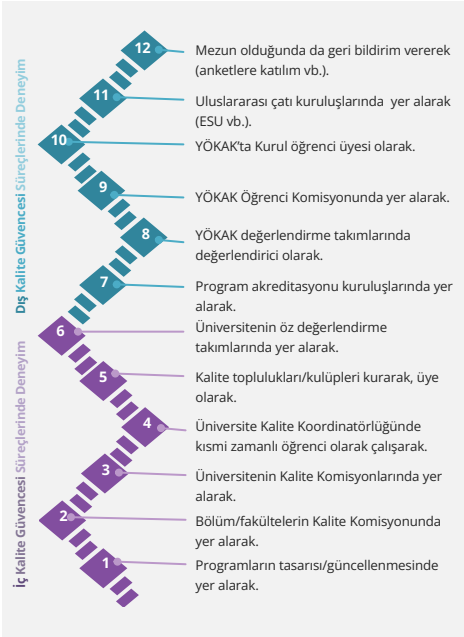 12
Mezun olduğunda da geri bildirim vererek
(anketlere katılım vb.).
11
Uluslararası çatı kuruluşlarında yer alarak
(ESU vb.).
10
YÖKAK'ta Kurul öğrenci üyesi olarak.
9
YÖKAK Öğrenci Komisyonunda yer alarak.
8
YÖKAK değerlendirme takımlarında
değerlendirici olarak.
7
Program akreditasyonu kuruluşlarında yer
alarak.
Dış Kalite Güvencesi Süreçlerinde Deneyim
6
Üniversitenin öz değerlendirme
takımlarında yer alarak.
5
Kalite toplulukları/kulüpleri kurarak, üye
olarak.
4
Üniversite Kalite Koordinatörlüğünde
kısmi zamanlı öğrenci olarak çalışarak.
3
Üniversitenin Kalite Komisyonlarında yer
alarak.
2
Bölüm/fakültelerin Kalite Komisyonunda
yer alarak.
1
Programların tasarısı/güncellenmesinde
yer alarak.
İç Kalite Güvencesi Süreçlerinde Deneyim